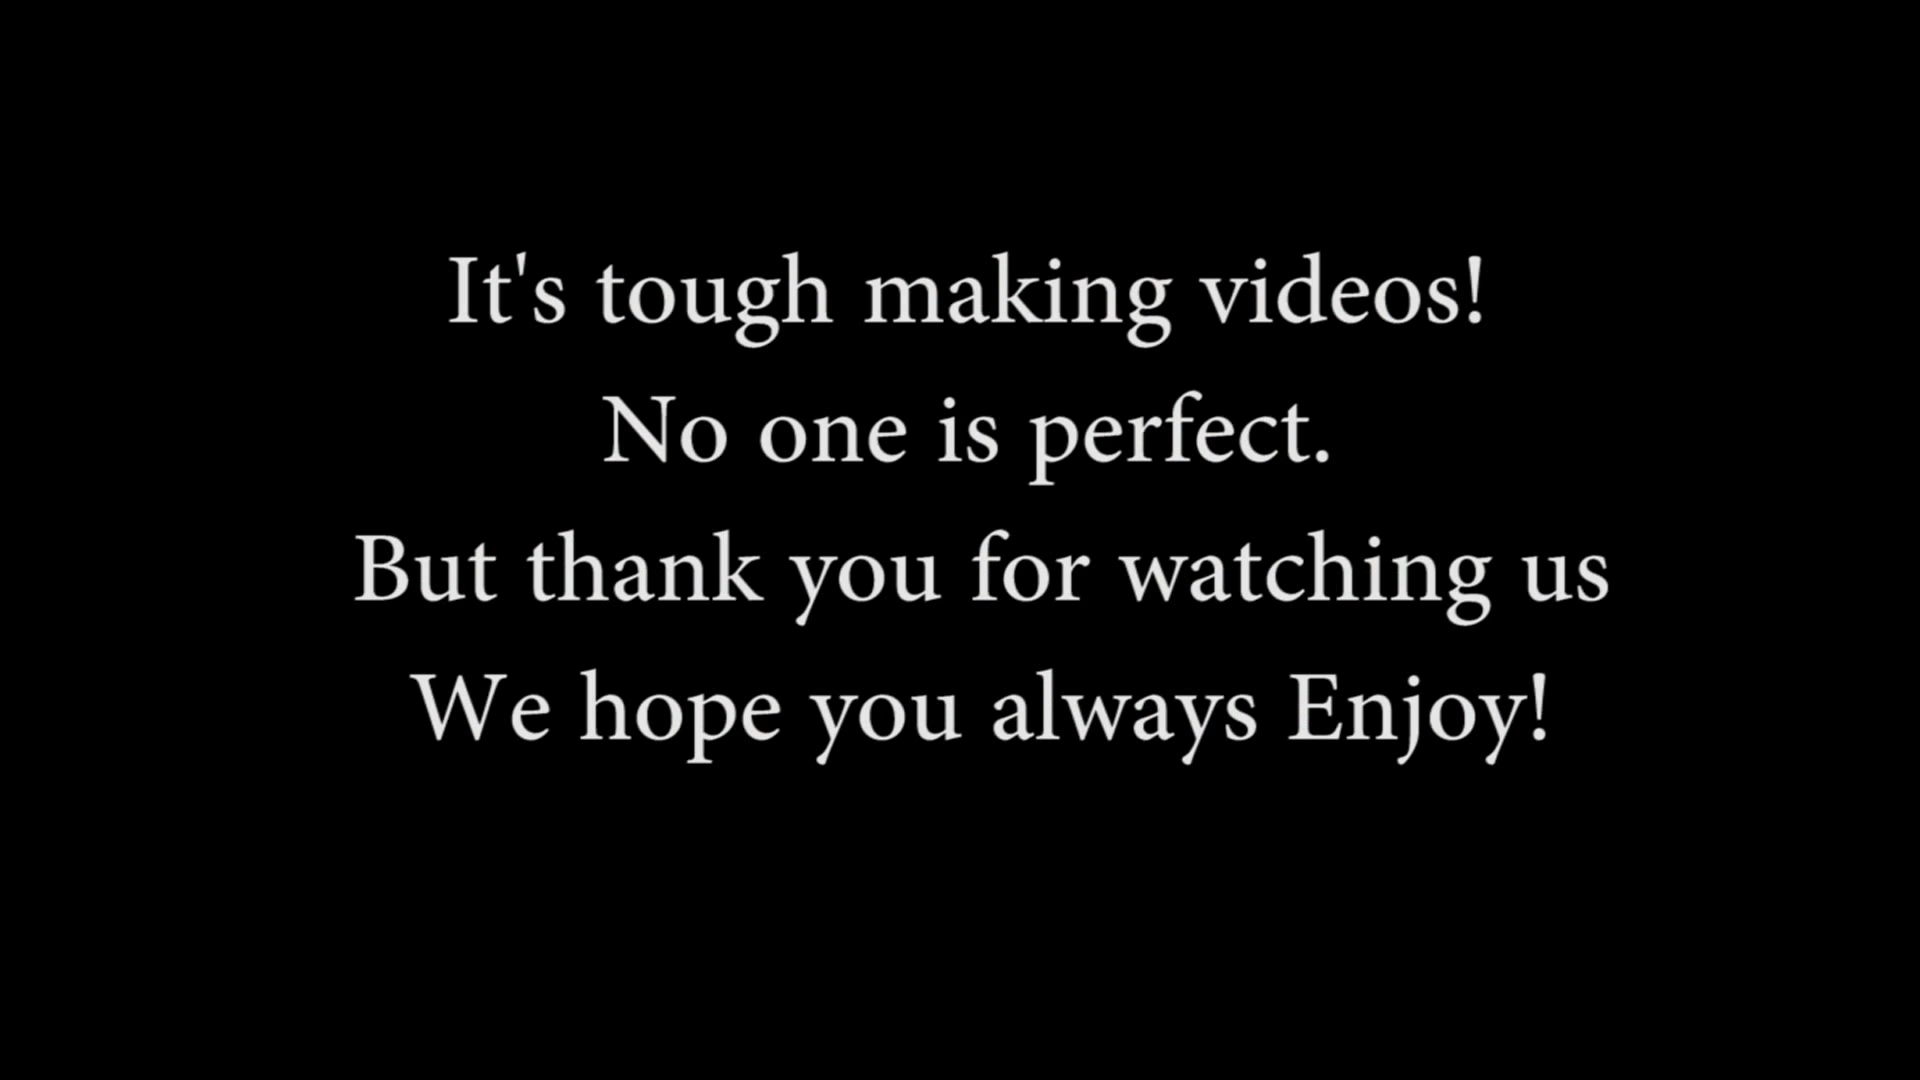 It's tough making videos!
No one is perfect.
But thank you for watching us
We hope you always Enjoy!